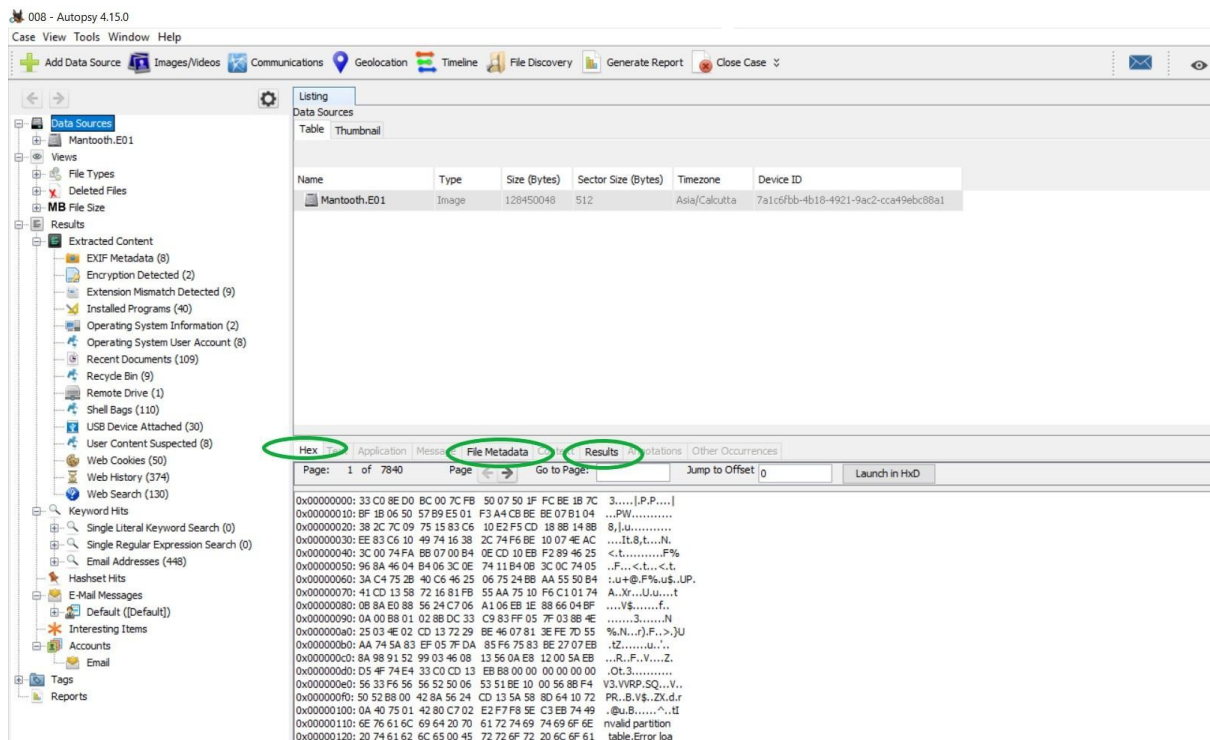 008 - Autopsy 4.15.0
Case View Tools Window Help
Add Data Source Images/Videos Communications Geolocation Timeline File Discovery Generate Report Close Case
Data Sources
Mantooth.E01
Views
File Types
Deleted Files
MB File Size
Results
Extracted Content
EXIF Metadata (8)
Encryption Detected (2)
Extension Mismatch Detected (9)
Installed Programs (40)
Operating System Information (2)
Operating System User Account (8)
Recent Documents (109)
Recycle Bin (9)
Remote Drive (1)
Shell Bags (110)
USB Device Attached (30)
User Content Suspected (8)
Web Cookies (50)
Web History (374)
Web Search (130)
Keyword Hits
Single Literal Keyword Search (0)
Single Regular Expression Search (0)
Email Addresses (448)
Hashset Hits
E-Mail Messages
Default ([Default])
Interesting Items
Accounts
Email
Tags
Reports
Listing
Data Sources
Table Thumbnail
Name Type Size (Bytes) Sector Size (Bytes) Timezone Device ID
Mantooth.E01 Image 128450048 512 Asia/Calcutta 7a1c6fbb-4b18-4921-9ac2-cca49ebc88a1
Hex Application File Metadata Results Other Occurrences
Page: 1 of 7840 Page Go to Page: Jump to Offset 0 Launch in HxD
0x00000000: 33 C0 8E D0 BC 00 7C FB 50 07 50 1F FC BE 1B 7C 3.....|.P.P....|
0x00000010: BF 1B 06 50 57 B9 E5 01 F3 A4 CB BE BE 07 B1 04 ...PW...........
0x00000020: 38 2C 7C 09 75 15 83 C6 10 E2 F5 CD 18 8B 14 8B 8,|.u...........
0x00000030: EE 83 C6 10 49 74 16 38 2C 74 F6 BE 10 07 4E AC ....It.8,t....N.
0x00000040: 3C 00 74 FA BB 07 00 B4 0E CD 10 EB F2 89 46 25 <.t...........F%
0x00000050: 96 8A 46 04 B4 06 3C 0E 74 11 B4 0B 3C 0C 74 05 ..F...<.t...<.t.
0x00000060: 3A C4 75 2B 40 C6 46 25 06 75 24 BB AA 55 50 B4 :.u+@.F%.u$..UP.
0x00000070: 41 CD 13 58 72 16 81 FB 55 AA 75 10 F6 C1 01 74 A..Xr...U.u....t
0x00000080: 0B 8A E0 88 56 24 C7 06 A1 06 EB 1E 88 66 04 BF ....V$.......f..
0x00000090: 0A 00 B8 01 02 8B DC 33 C9 83 FF 05 7F 03 8B 4E .......3.......N
0x000000a0: 25 03 4E 02 CD 13 72 29 BE 46 07 81 3E FE 7D 55 %.N...r).F..>.}U
0x000000b0: AA 74 5A 83 EF 05 7F DA 85 F6 75 83 BE 27 07 EB .tZ.......u..'..
0x000000c0: 8A 98 91 52 99 03 46 08 13 56 0A E8 12 00 5A EB ...R..F..V....Z.
0x000000d0: D5 4F 74 E4 33 C0 CD 13 EB B8 00 00 00 00 00 00 .Ot.3...........
0x000000e0: 56 33 F6 56 56 52 50 06 53 51 BE 10 00 56 8B F4 V3.VVRP.SQ...V..
0x000000f0: 50 52 B8 00 42 8A 56 24 CD 13 5A 58 8D 64 10 72 PR..B.V$..ZX.d.r
0x00000100: 0A 40 75 01 42 80 C7 02 E2 F7 F8 5E C3 EB 74 49 .@u.B......^..tI
0x00000110: 6E 76 61 6C 69 64 20 70 61 72 74 69 74 69 6F 6E nvalid partition
0x00000120: 20 74 61 62 6C 65 00 45 72 72 6F 72 20 6C 6F 61 table.Error loa